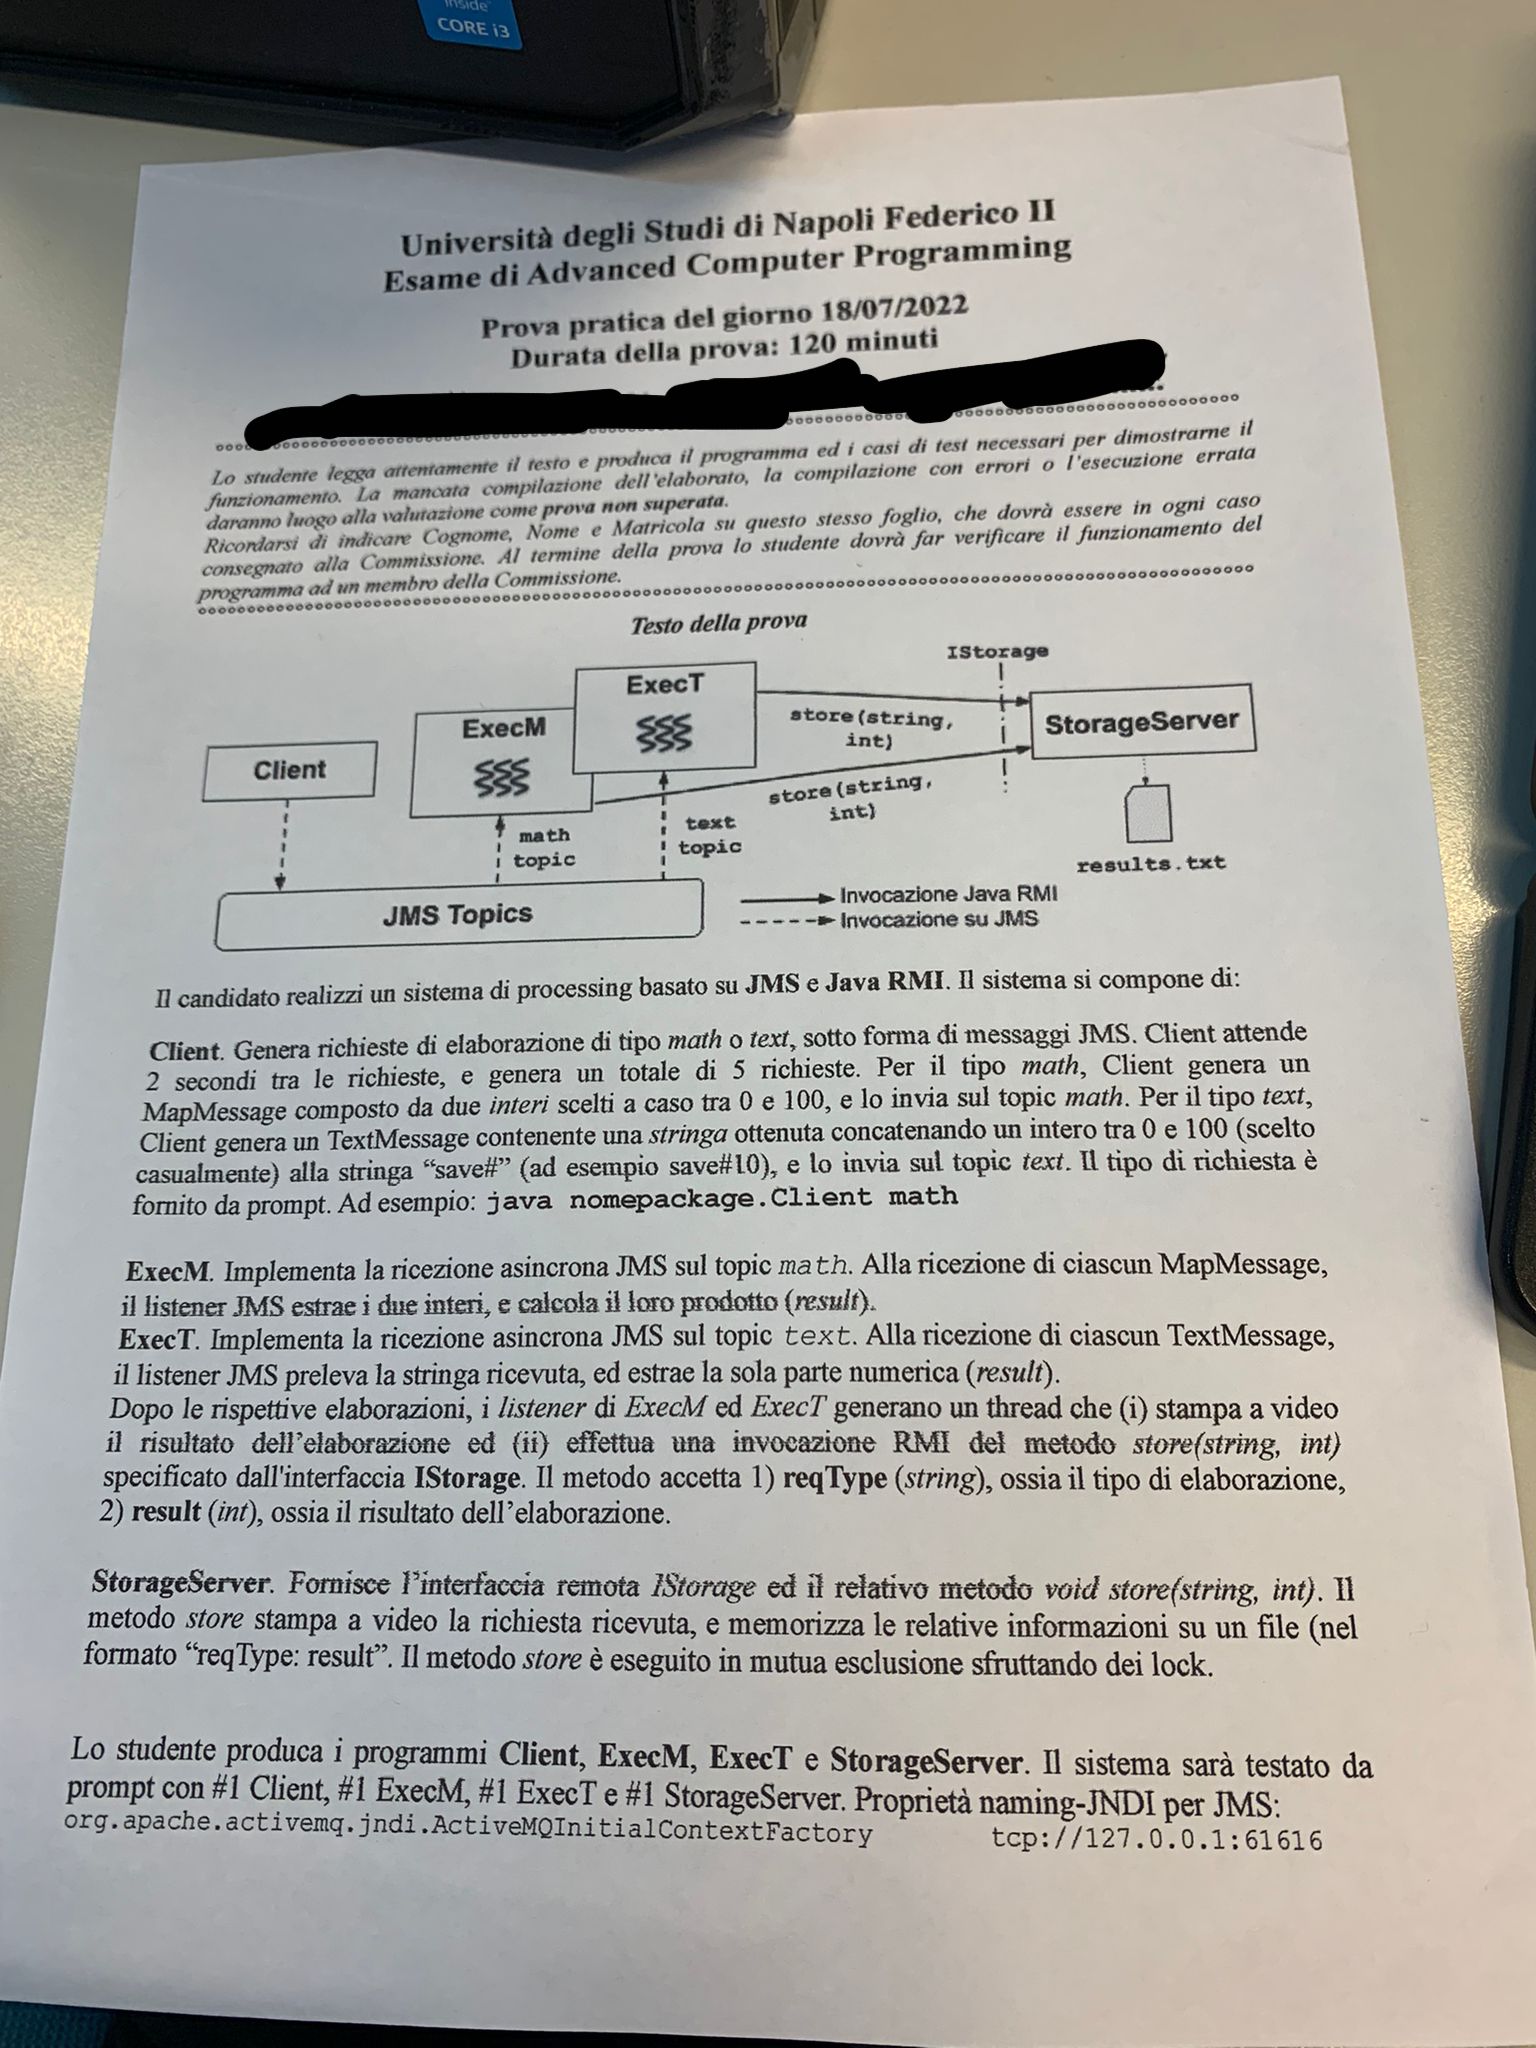 inside
CORE i3
Università degli Studi di Napoli Federico II
Esame di Advanced Computer Programming
Prova pratica del giorno 18/07/2022
Durata della prova: 120 minuti
Lo studente legga attentamente il testo e produca il programma ed i casi di test necessari per dimostrarne il
funzionamento. La mancata compilazione dell'elaborato, la compilazione con errori o l'esecuzione errata
daranno luogo alla valutazione come prova non superata.
Ricordarsi di indicare Cognome, Nome e Matricola su questo stesso foglio, che dovrà essere in ogni caso
consegnato alla Commissione. Al termine della prova lo studente dovrà far verificare il funzionamento del
programma ad un membro della Commissione.
Testo della prova
IStorage
ExecT
ExecM
store(string,
int)
StorageServer
Client
store(string,
int)
math
topic
text
topic
results.txt
JMS Topics
Invocazione Java RMI
Invocazione su JMS
Il candidato realizzi un sistema di processing basato su JMS e Java RMI. Il sistema si compone di:
Client. Genera richieste di elaborazione di tipo math o text, sotto forma di messaggi JMS. Client attende
2 secondi tra le richieste, e genera un totale di 5 richieste. Per il tipo math, Client genera un
MapMessage composto da due interi scelti a caso tra 0 e 100, e lo invia sul topic math. Per il tipo text,
Client genera un TextMessage contenente una stringa ottenuta concatenando un intero tra 0 e 100 (scelto
casualmente) alla stringa “save#” (ad esempio save#10), e lo invia sul topic text. Il tipo di richiesta è
fornito da prompt. Ad esempio: java nomepackage.Client math
ExecM. Implementa la ricezione asincrona JMS sul topic math. Alla ricezione di ciascun MapMessage,
il listener JMS estrae i due interi, e calcola il loro prodotto (result).
ExecT. Implementa la ricezione asincrona JMS sul topic text. Alla ricezione di ciascun TextMessage,
il listener JMS preleva la stringa ricevuta, ed estrae la sola parte numerica (result).
Dopo le rispettive elaborazioni, i listener di ExecM ed ExecT generano un thread che (i) stampa a video
il risultato dell'elaborazione ed (ii) effettua una invocazione RMI del metodo store(string, int)
specificato dall'interfaccia IStorage. Il metodo accetta 1) reqType (string), ossia il tipo di elaborazione,
2) result (int), ossia il risultato dell'elaborazione.
StorageServer. Fornisce l'interfaccia remota IStorage ed il relativo metodo void store(string, int). Il
metodo store stampa a video la richiesta ricevuta, e memorizza le relative informazioni su un file (nel
formato “reqType: result”. Il metodo store è eseguito in mutua esclusione sfruttando dei lock.
Lo studente produca i programmi Client, ExecM, ExecT e StorageServer. Il sistema sarà testato da
prompt con #1 Client, #1 ExecM, #1 ExecT e #1 StorageServer. Proprietà naming-JNDI per JMS:
org.apache.activemq.jndi.ActiveMQInitialContextFactory tcp://127.0.0.1:61616